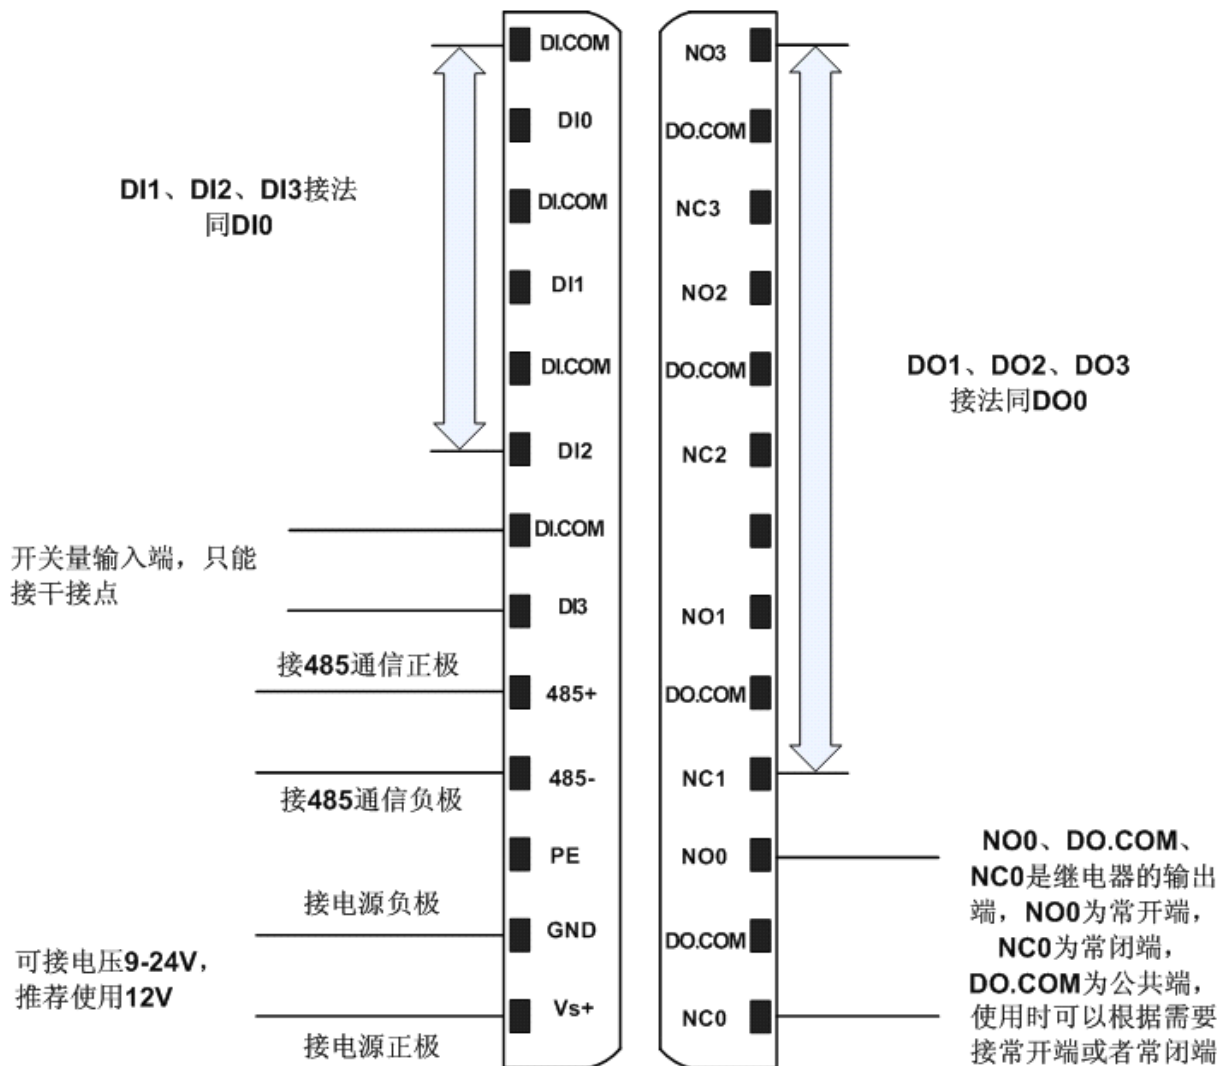 DI1、DI2、DI3接法
同DI0
开关量输入端，只能
接干接点
接485通信正极
接485通信负极
接电源负极
可接电压9-24V，
推荐使用12V
接电源正极
DI.COM
DI0
DI.COM
DI1
DI.COM
DI2
DI.COM
DI3
485+
485-
PE
GND
Vs+
NO3
DO.COM
NC3
NO2
DO.COM
NC2
NO1
DO.COM
NC1
NO0
DO.COM
NC0
DO1、DO2、DO3
接法同DO0
NO0、DO.COM、
NC0是继电器的输出
端，NO0为常开端，
NC0为常闭端，
DO.COM为公共端，
使用时可以根据需要
接常开端或者常闭端